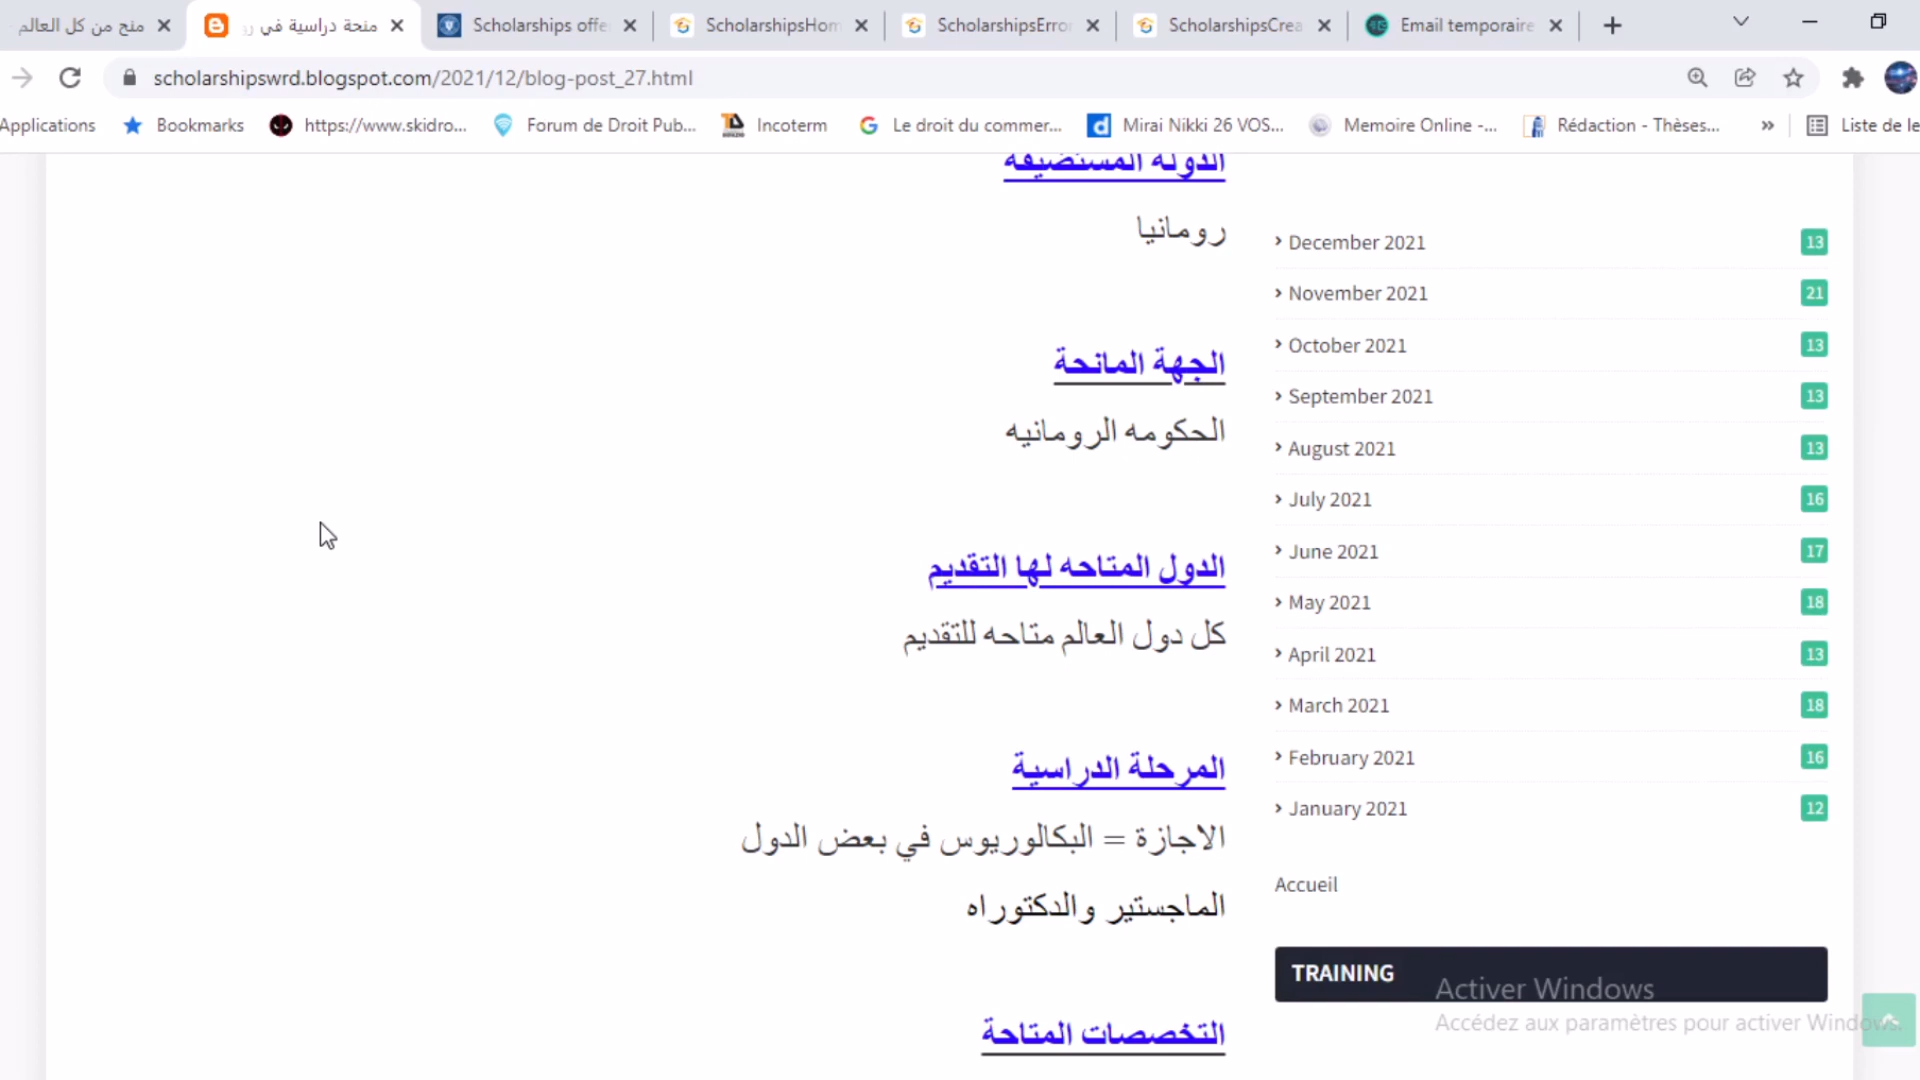 منح من كل العالم
منحة دراسية في رو
Scholarships offe
ScholarshipsHom
ScholarshipsErro
ScholarshipsCrea
Email temporaire
scholarshipswrd.blogspot.com/2021/12/blog-post_27.html
Applications
Bookmarks
https://www.skidro...
Forum de Droit Pub...
Incoterm
Le droit du commer...
Mirai Nikki 26 VOS...
Memoire Online -...
Rédaction - Thèses...
»
Liste de le
الدولة المستضيفة
رومانيا
الجهة المانحة
الحكومه الرومانيه
الدول المتاحه لها التقديم
كل دول العالم متاحه للتقديم
المرحلة الدراسية
الاجازة = البكالوريوس في بعض الدول
الماجستير والدكتوراه
التخصصات المتاحة
December 2021 13
November 2021 21
October 2021 13
September 2021 13
August 2021 13
July 2021 16
June 2021 17
May 2021 18
April 2021 13
March 2021 18
February 2021 16
January 2021 12
Accueil
TRAINING
Activer Windows
Accédez aux paramètres pour activer Windows.